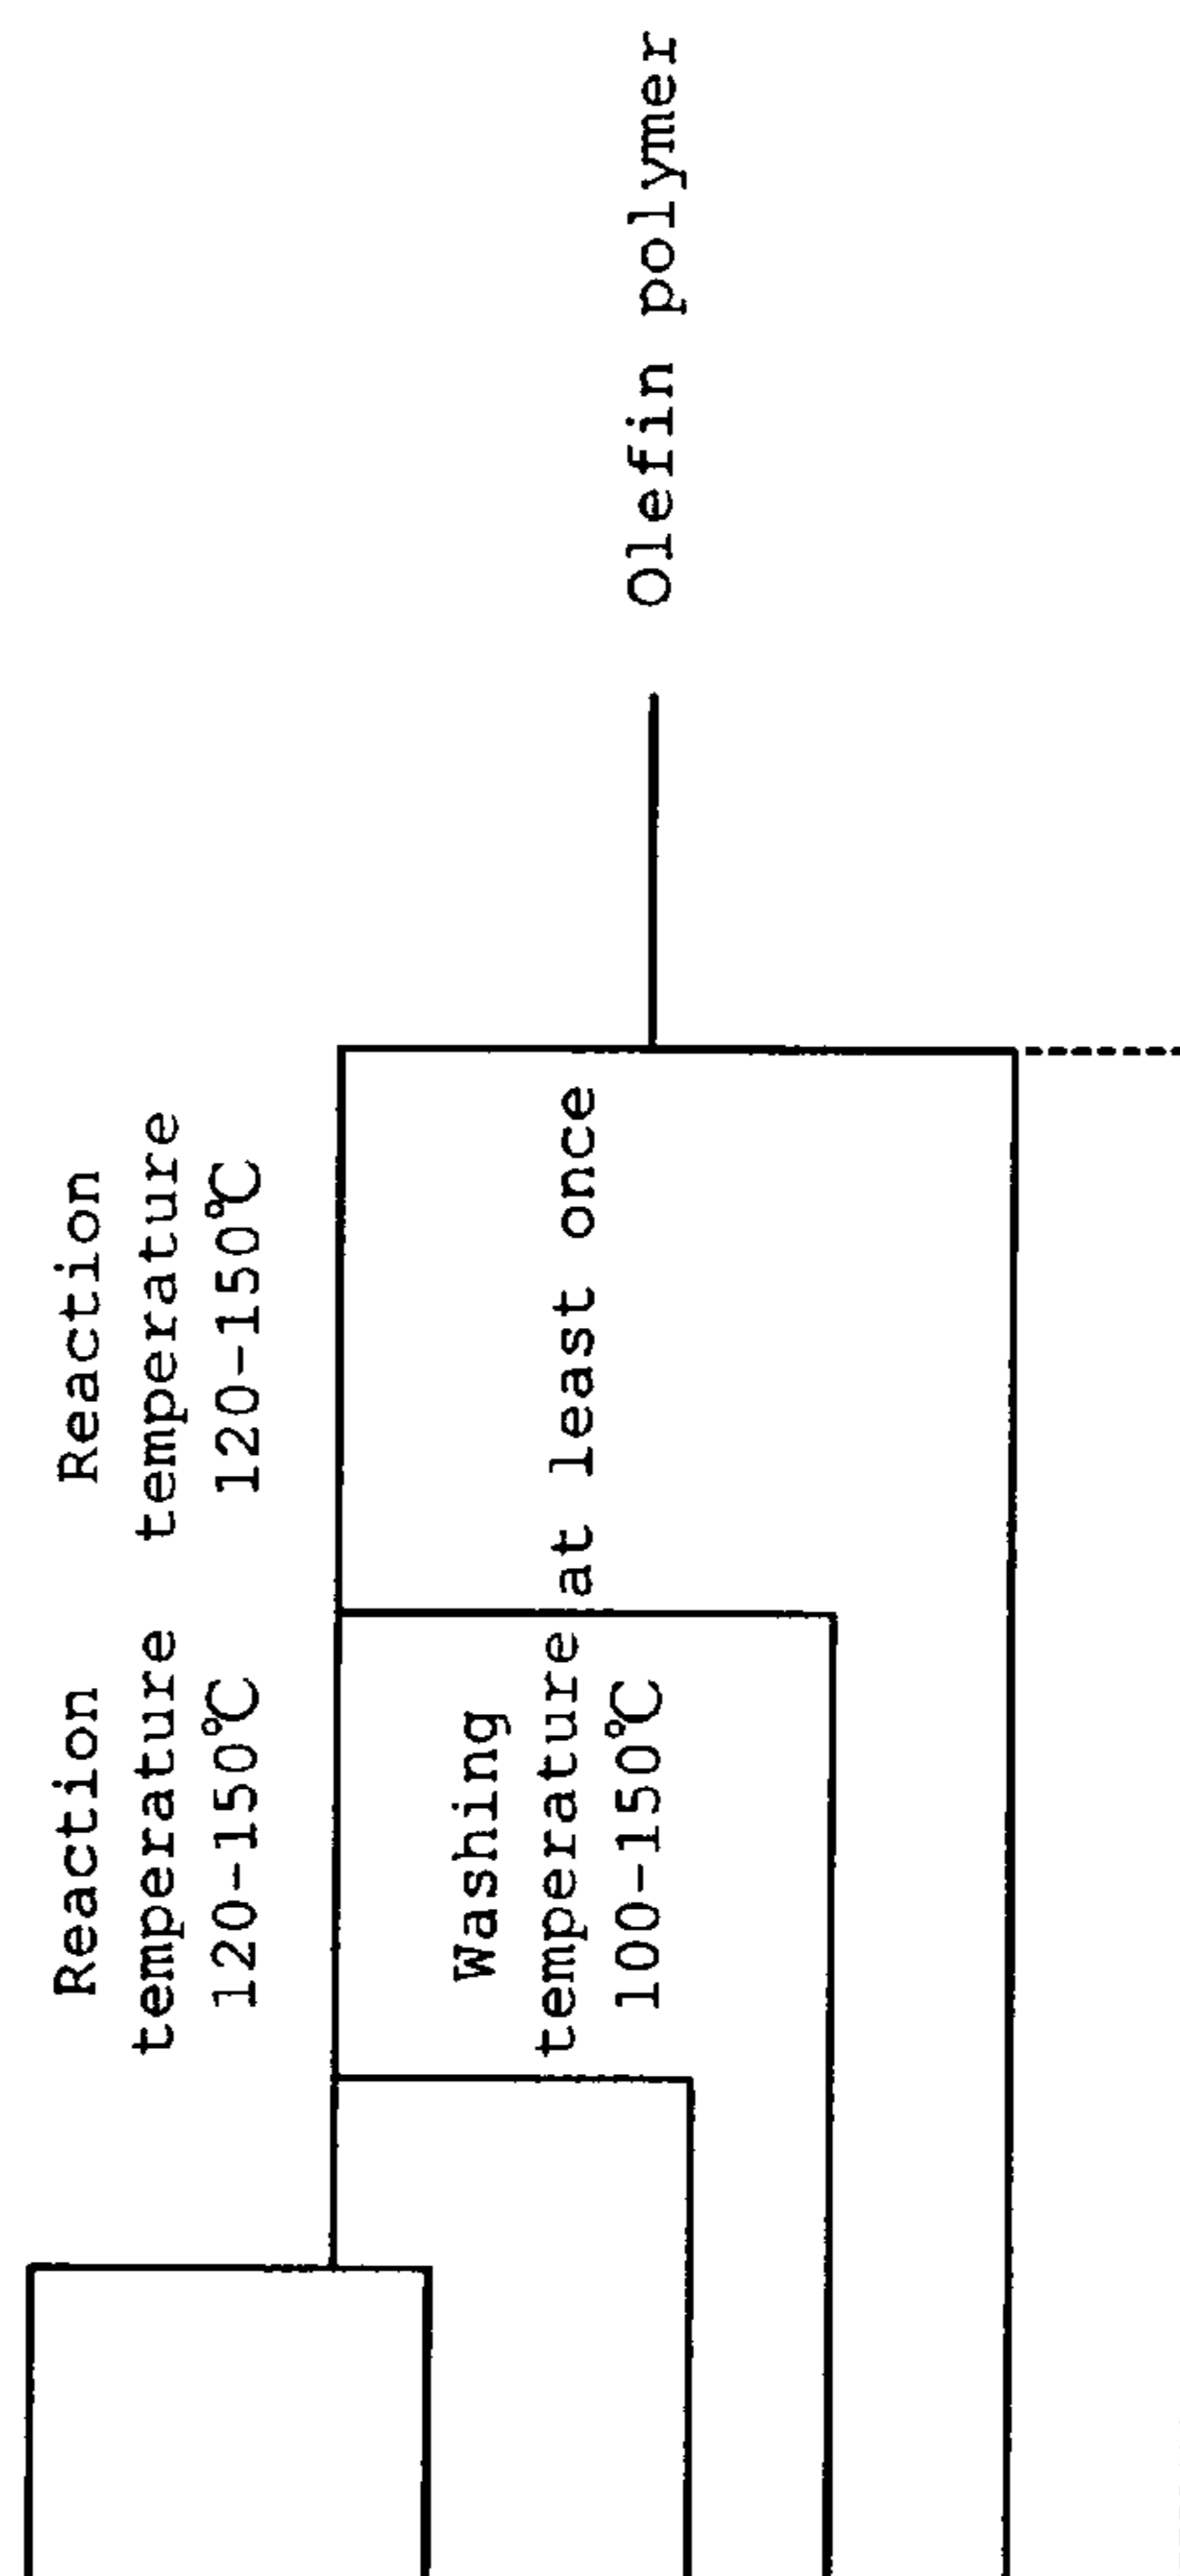 Reaction
temperature
120-150℃
Reaction
temperature
120-150℃
Washing
temperature
100-150℃
at least once
Olefin polymer